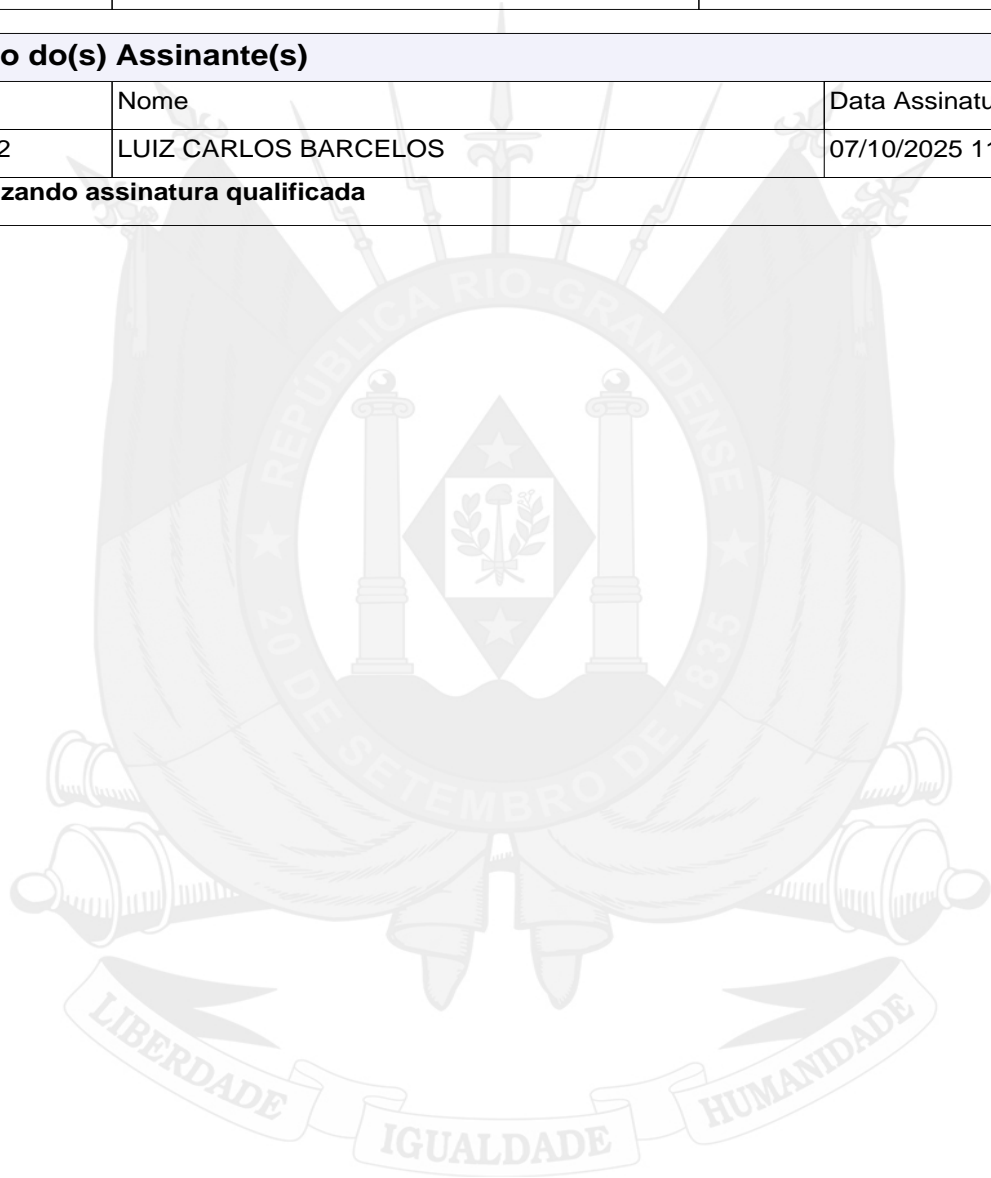 o do(s) Assinante(s)
Nome Data Assinatu
2 LUIZ CARLOS BARCELOS 07/10/2025 11
zando assinatura qualificada
REPÚBLICA RIO-GRANDENSE
20 DE SETEMBRO DE 1835
LIBERDADE IGUALDADE HUMANIDADE